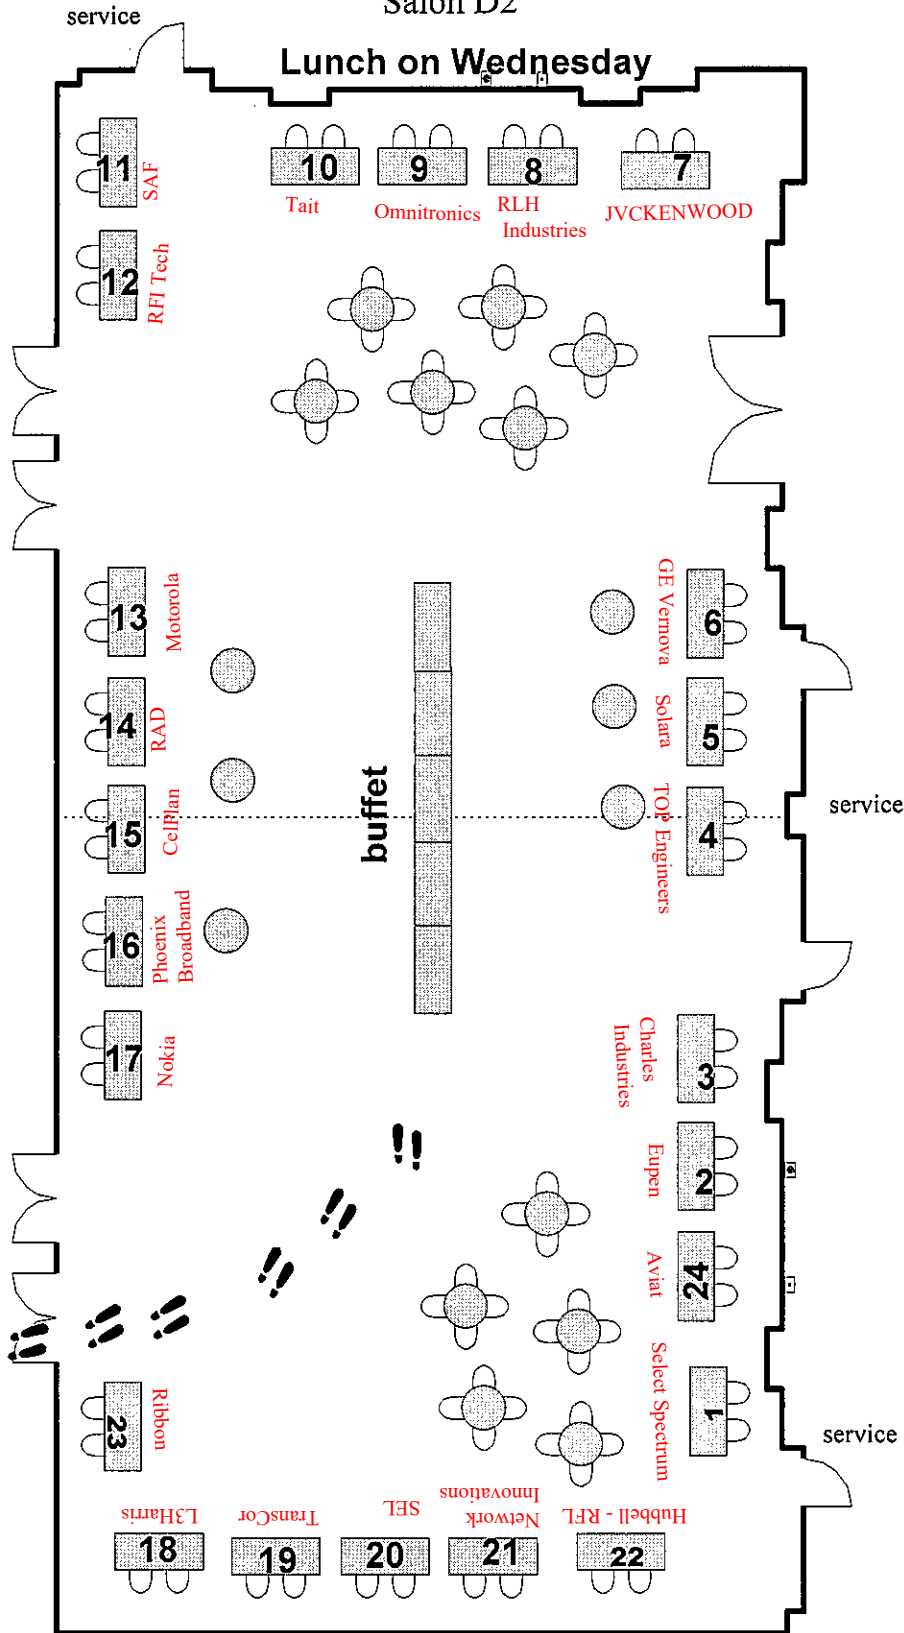 Salon D2
service
Lunch on Wednesday
11
SAF
10
Tait
9
Omnitronics
8
RLH
Industries
7
JVCKENWOOD
12
RFI Tech
13
Motorola
GE Vernova
6
14
RAD
Solara
5
buffet
15
CelPlan
TOP Engineers
4
service
16
Phoenix
Broadband
17
Nokia
Charles
Industries
3
Eupen
2
Aviat
24
Select Spectrum
1
service
23
Ribbon
L3Harris
18
TransCor
19
SEL
20
Network
Innovations
21
Hubbell - RFL
22